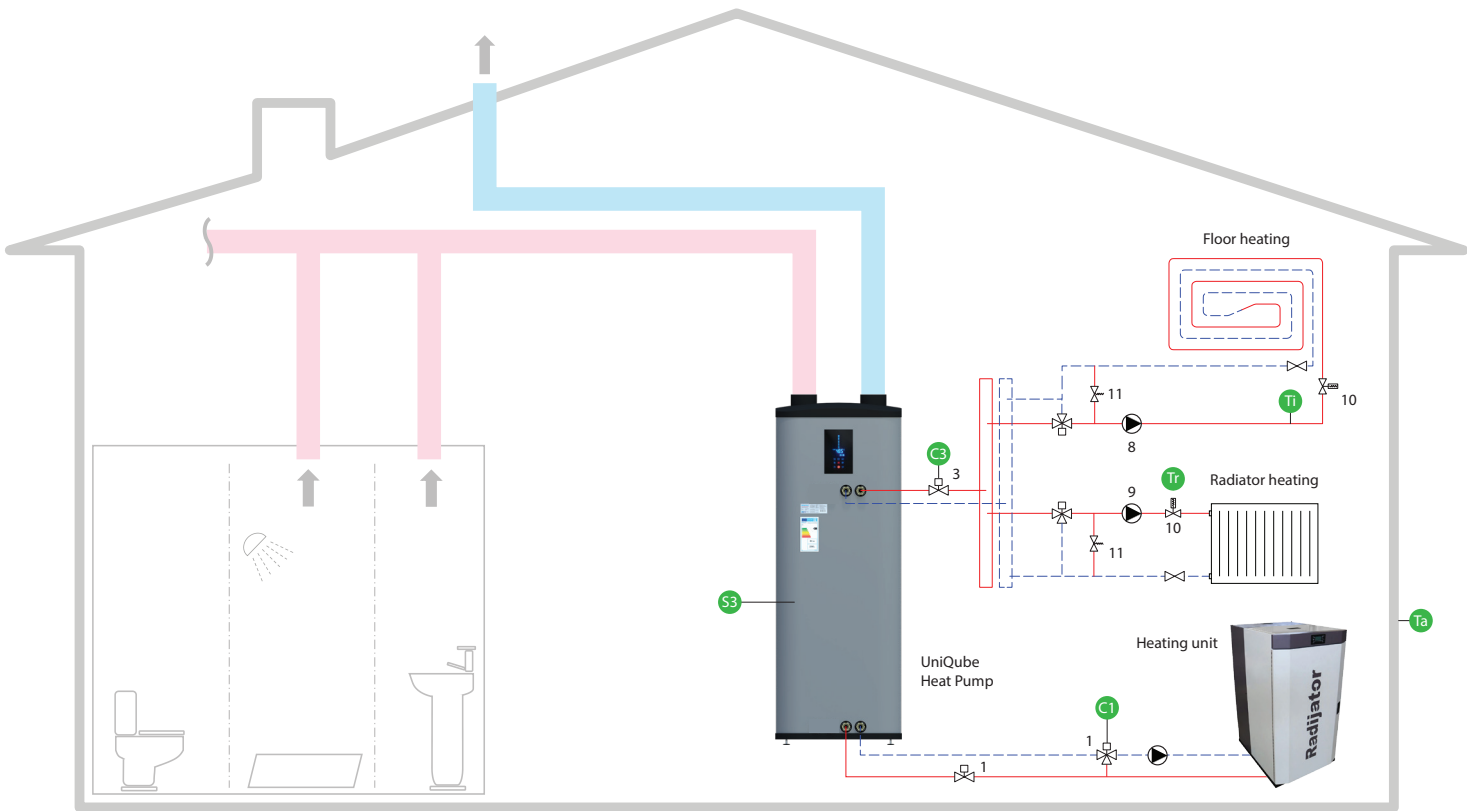 Floor heating
11
Ti
10
8
C3
3
Tr
9
Radiator heating
10
11
S3
Ta
Heating unit
UniQube
Heat Pump
Radijator
C1
1
1